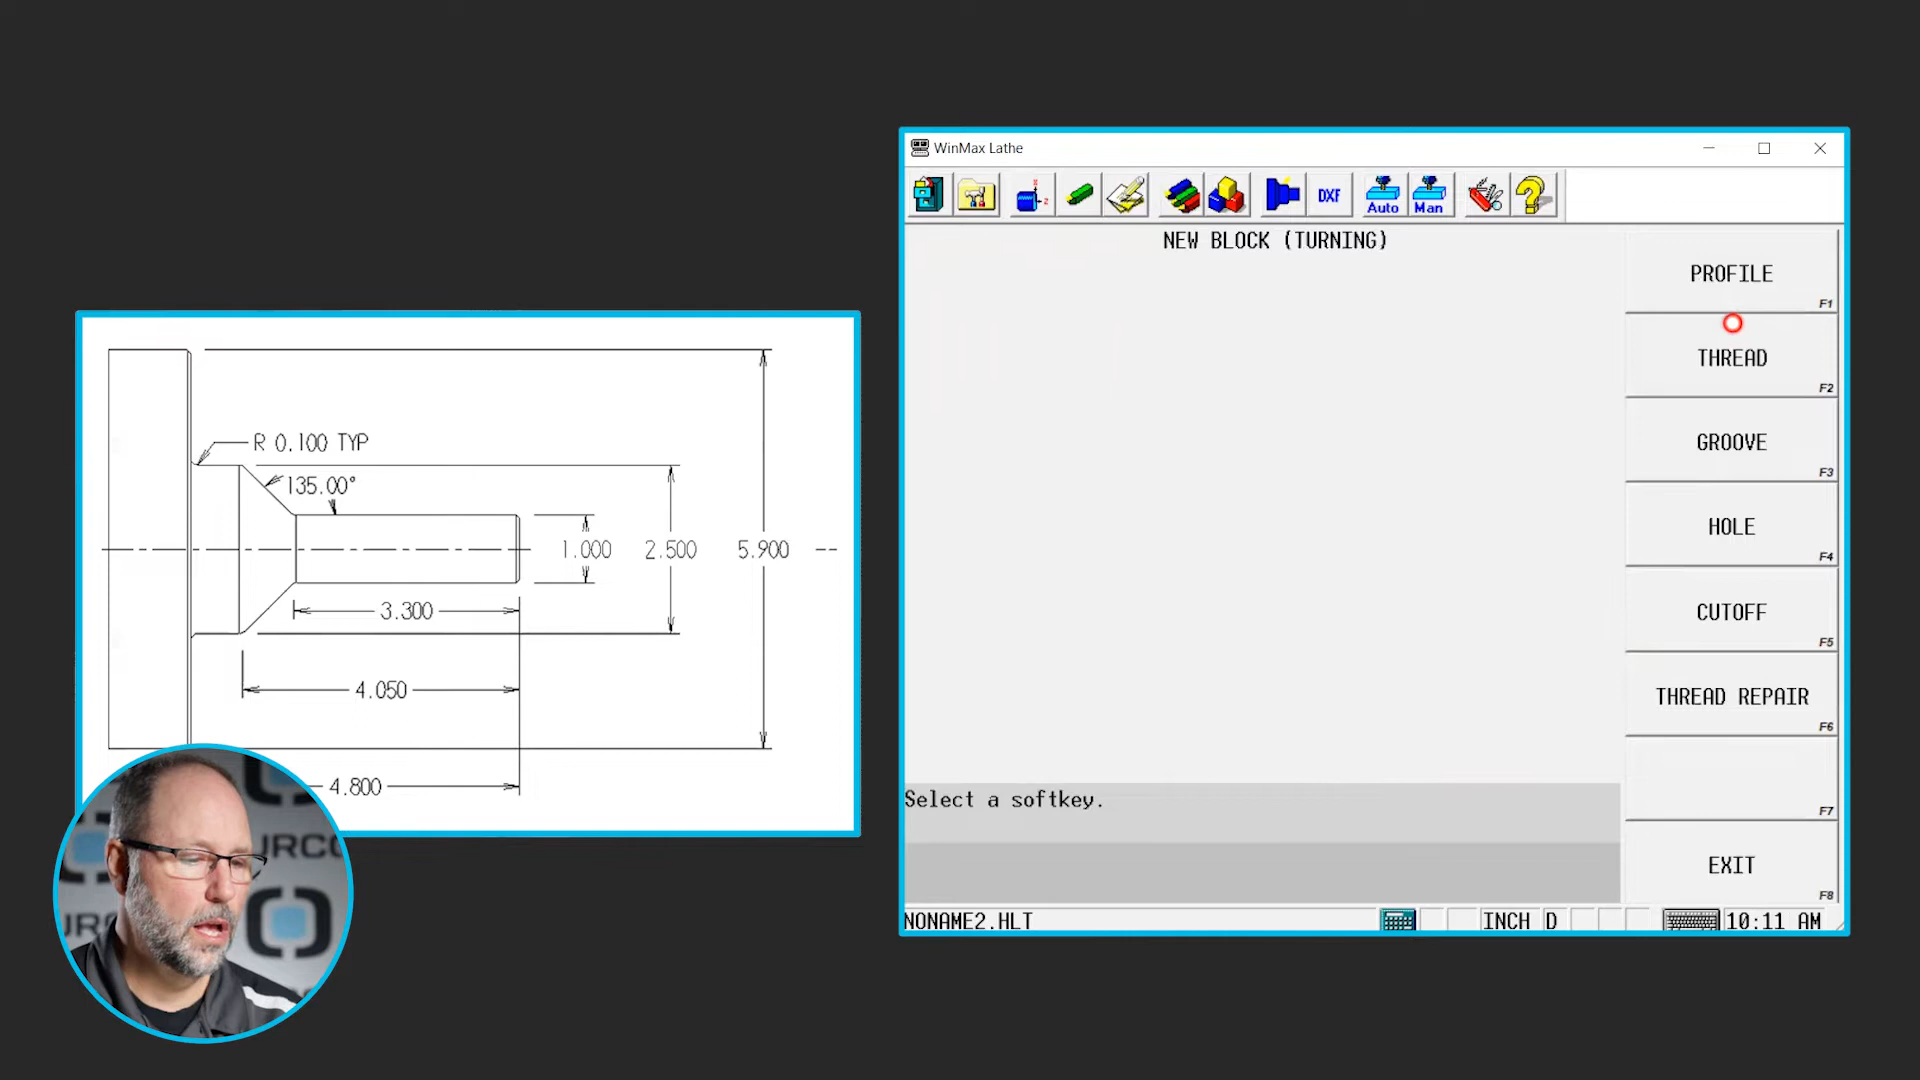 WinMax Lathe
DXF
Auto
Man
NEW BLOCK (TURNING)
PROFILE
F1
THREAD
F2
GROOVE
F3
HOLE
F4
CUTOFF
F5
THREAD REPAIR
F6
F7
EXIT
F8
Select a softkey.
NONAME2.HLT
INCH D
10:11 AM
R 0.100 TYP
135.00°
1.000
2.500
5.900
3.300
4.050
4.800
URCO
URCO